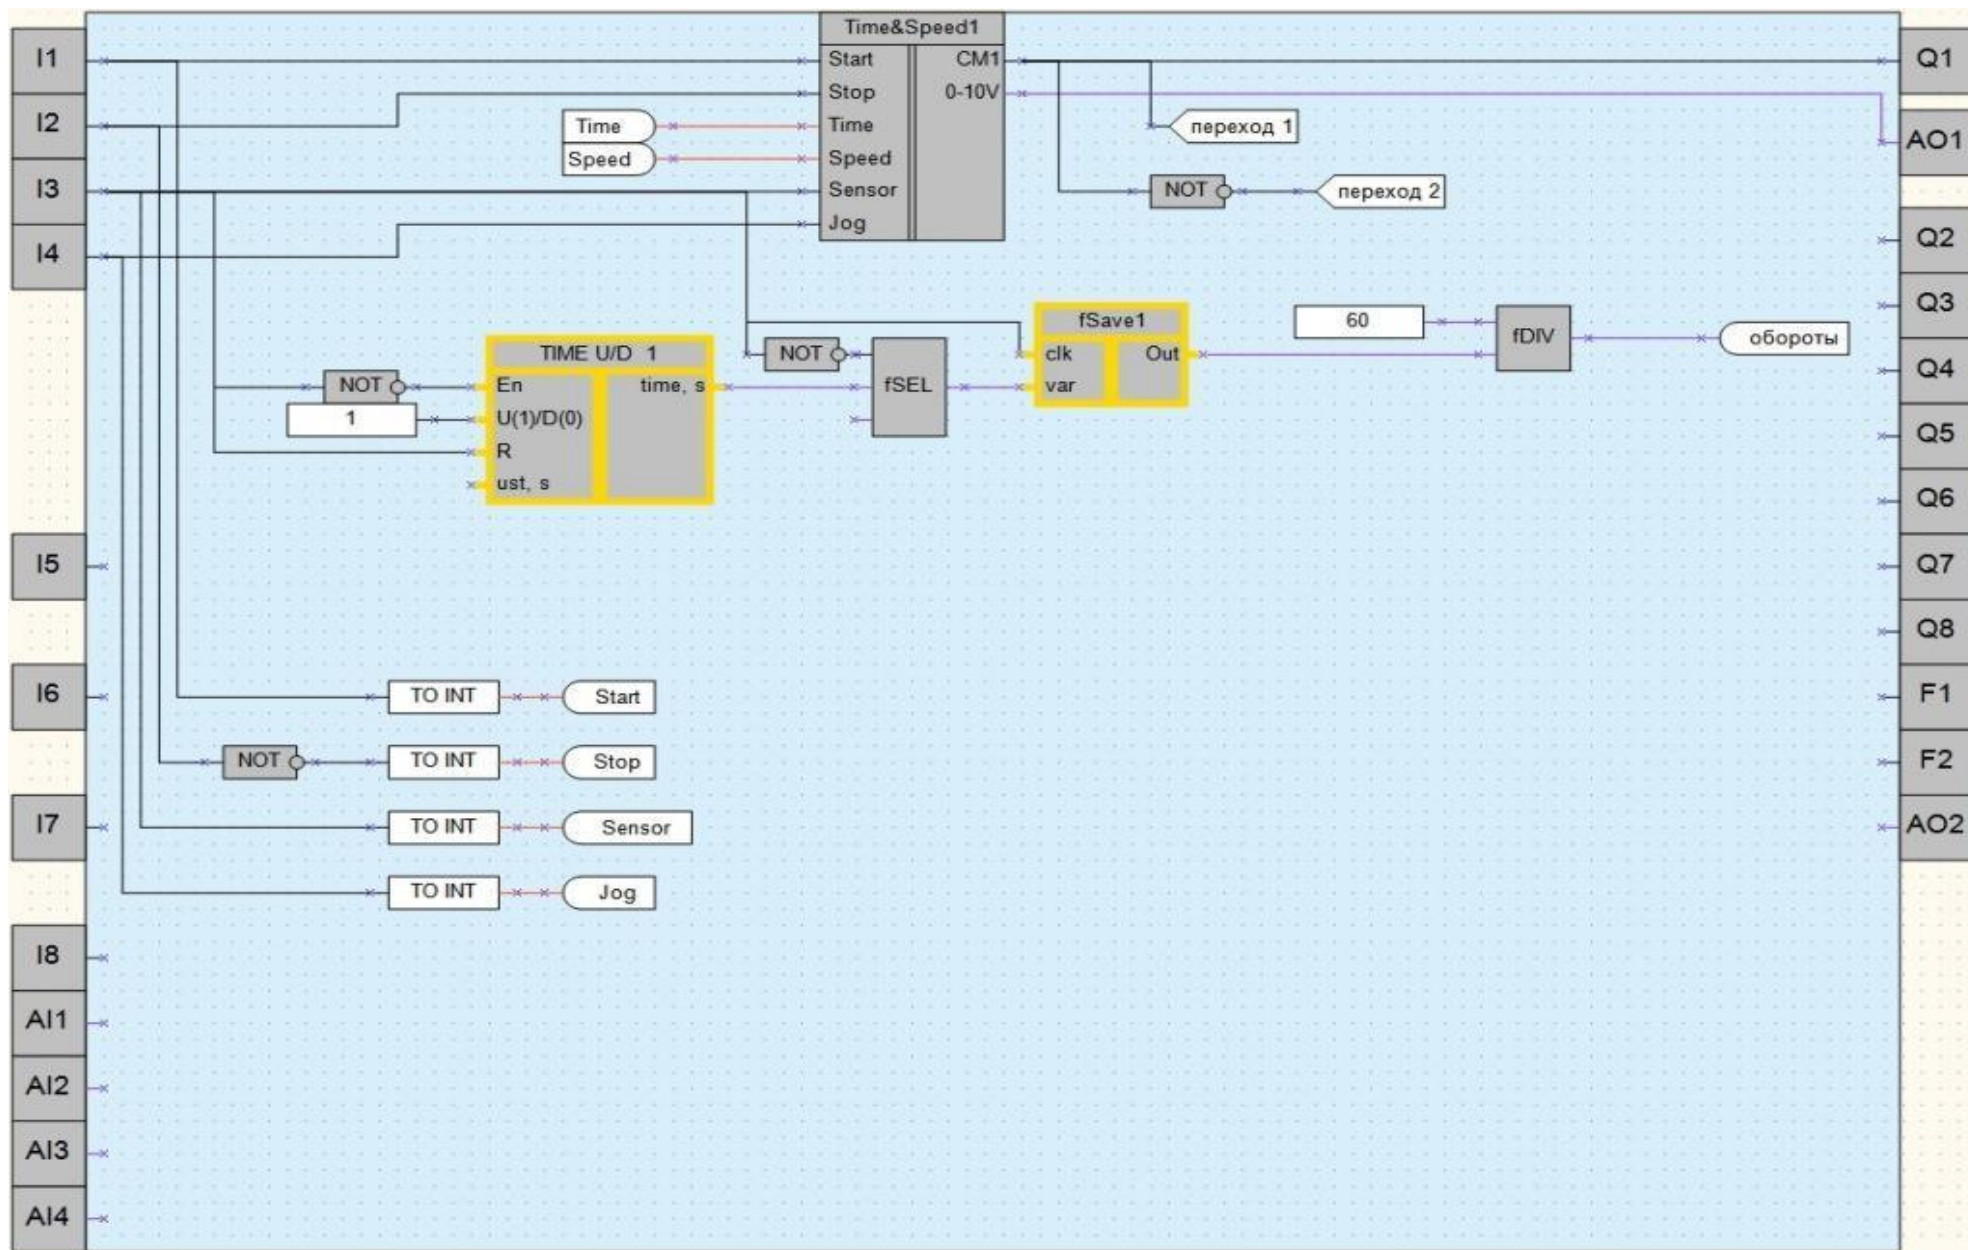 Time&Speed1
I1
Start
CM1
Q1
Stop
0-10V
I2
Time
Time
переход 1
AO1
Speed
Speed
I3
Sensor
NOT
переход 2
Jog
I4
Q2
Q3
fSave1
60
TIME U/D 1
NOT
fSEL
clk
Out
fDIV
обороты
NOT
En
time, s
var
Q4
1
U(1)/D(0)
R
Q5
ust, s
Q6
I5
Q7
Q8
I6
TO INT
Start
F1
NOT
TO INT
Stop
F2
I7
TO INT
Sensor
AO2
TO INT
Jog
I8
AI1
AI2
AI3
AI4